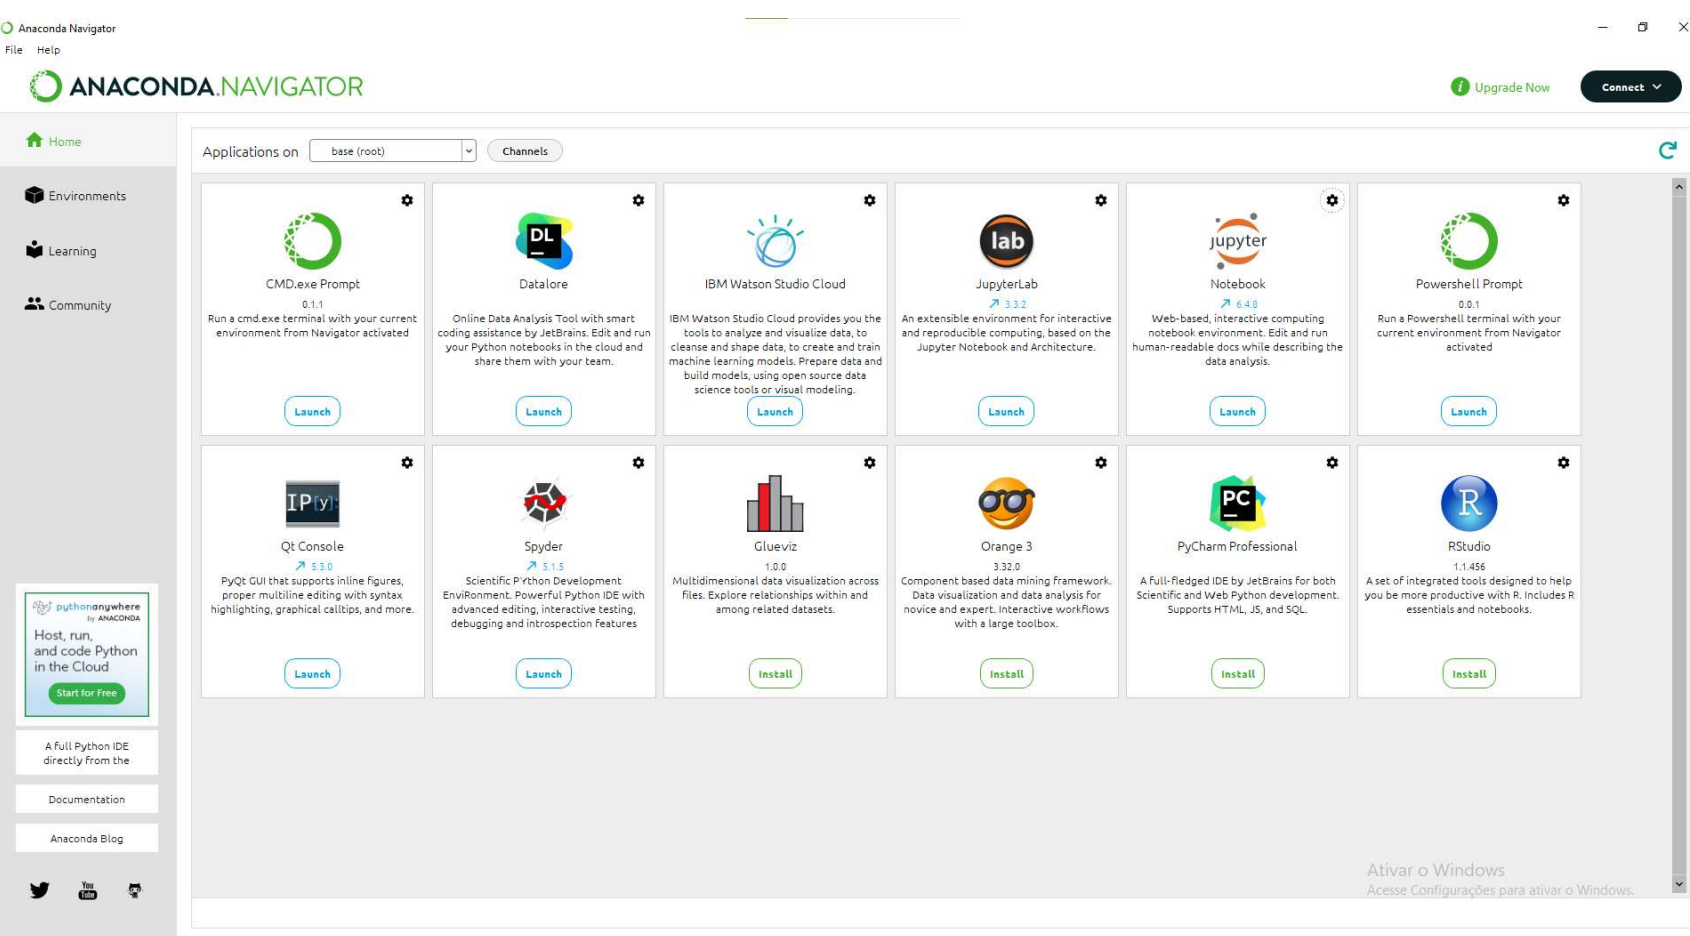 Anaconda Navigator
File Help
ANACONDA.NAVIGATOR
i Upgrade Now
Connect
Home
Environments
Learning
Community
Applications on base (root) Channels
CMD.exe Prompt
0.1.1
Run a cmd.exe terminal with your current
environment from Navigator activated
Launch
DL
Datalore
Online Data Analysis Tool with smart
coding assistance by JetBrains. Edit and run
your Python notebooks in the cloud and
share them with your team.
Launch
IBM Watson Studio Cloud
IBM Watson Studio Cloud provides you the
tools to analyze and visualize data, to
cleanse and shape data, to create and train
machine learning models. Prepare data and
build models, using open source data
science tools or visual modeling.
Launch
lab
JupyterLab
3.3.2
An extensible environment for interactive
and reproducible computing, based on the
Jupyter Notebook and Architecture.
Launch
jupyter
Notebook
6.4.8
Web-based, interactive computing
notebook environment. Edit and run
human-readable docs while describing the
data analysis.
Launch
Powershell Prompt
0.0.1
Run a Powershell terminal with your
current environment from Navigator
activated
Launch
IP[y]:
Qt Console
5.3.0
PyQt GUI that supports inline figures,
proper multiline editing with syntax
highlighting, graphical calltips, and more.
Launch
Spyder
5.1.5
Scientific PYthon Development
EnviRonment. Powerful Python IDE with
advanced editing, interactive testing,
debugging and introspection features
Launch
Glueviz
1.0.0
Multidimensional data visualization across
files. Explore relationships within and
among related datasets.
Install
Orange 3
3.32.0
Component based data mining framework.
Data visualization and data analysis for
novice and expert. Interactive workflows
with a large toolbox.
Install
PC
PyCharm Professional
A full-fledged IDE by JetBrains for both
Scientific and Web Python development.
Supports HTML, JS, and SQL.
Install
R
RStudio
1.1.456
A set of integrated tools designed to help
you be more productive with R. Includes R
essentials and notebooks.
Install
pythonanywhere
by ANACONDA
Host, run,
and code Python
in the Cloud
Start for Free
A full Python IDE
directly from the
Documentation
Anaconda Blog
You
Tube
Ativar o Windows
Acesse Configurações para ativar o Windows.